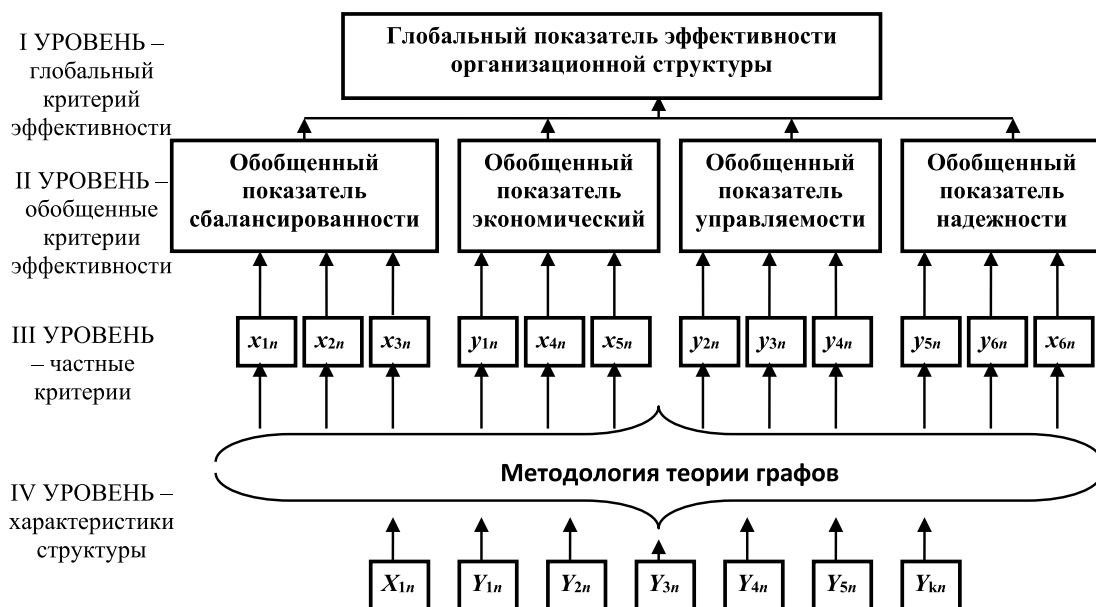 I УРОВЕНЬ –
глобальный
критерий
эффективности
Глобальный показатель эффективности
организационной структуры
II УРОВЕНЬ –
обобщенные
критерии
эффективности
Обобщенный
показатель
сбалансированности
Обобщенный
показатель
экономический
Обобщенный
показатель
управляемости
Обобщенный
показатель
надежности
III УРОВЕНЬ
– частные
критерии
x1n
x2n
x3n
y1n
x4n
x5n
y2n
y3n
y4n
y5n
y6n
x6n
Методология теории графов
IV УРОВЕНЬ –
характеристики
структуры
X1n
Y1n
Y2n
Y3n
Y4n
Y5n
Ykn